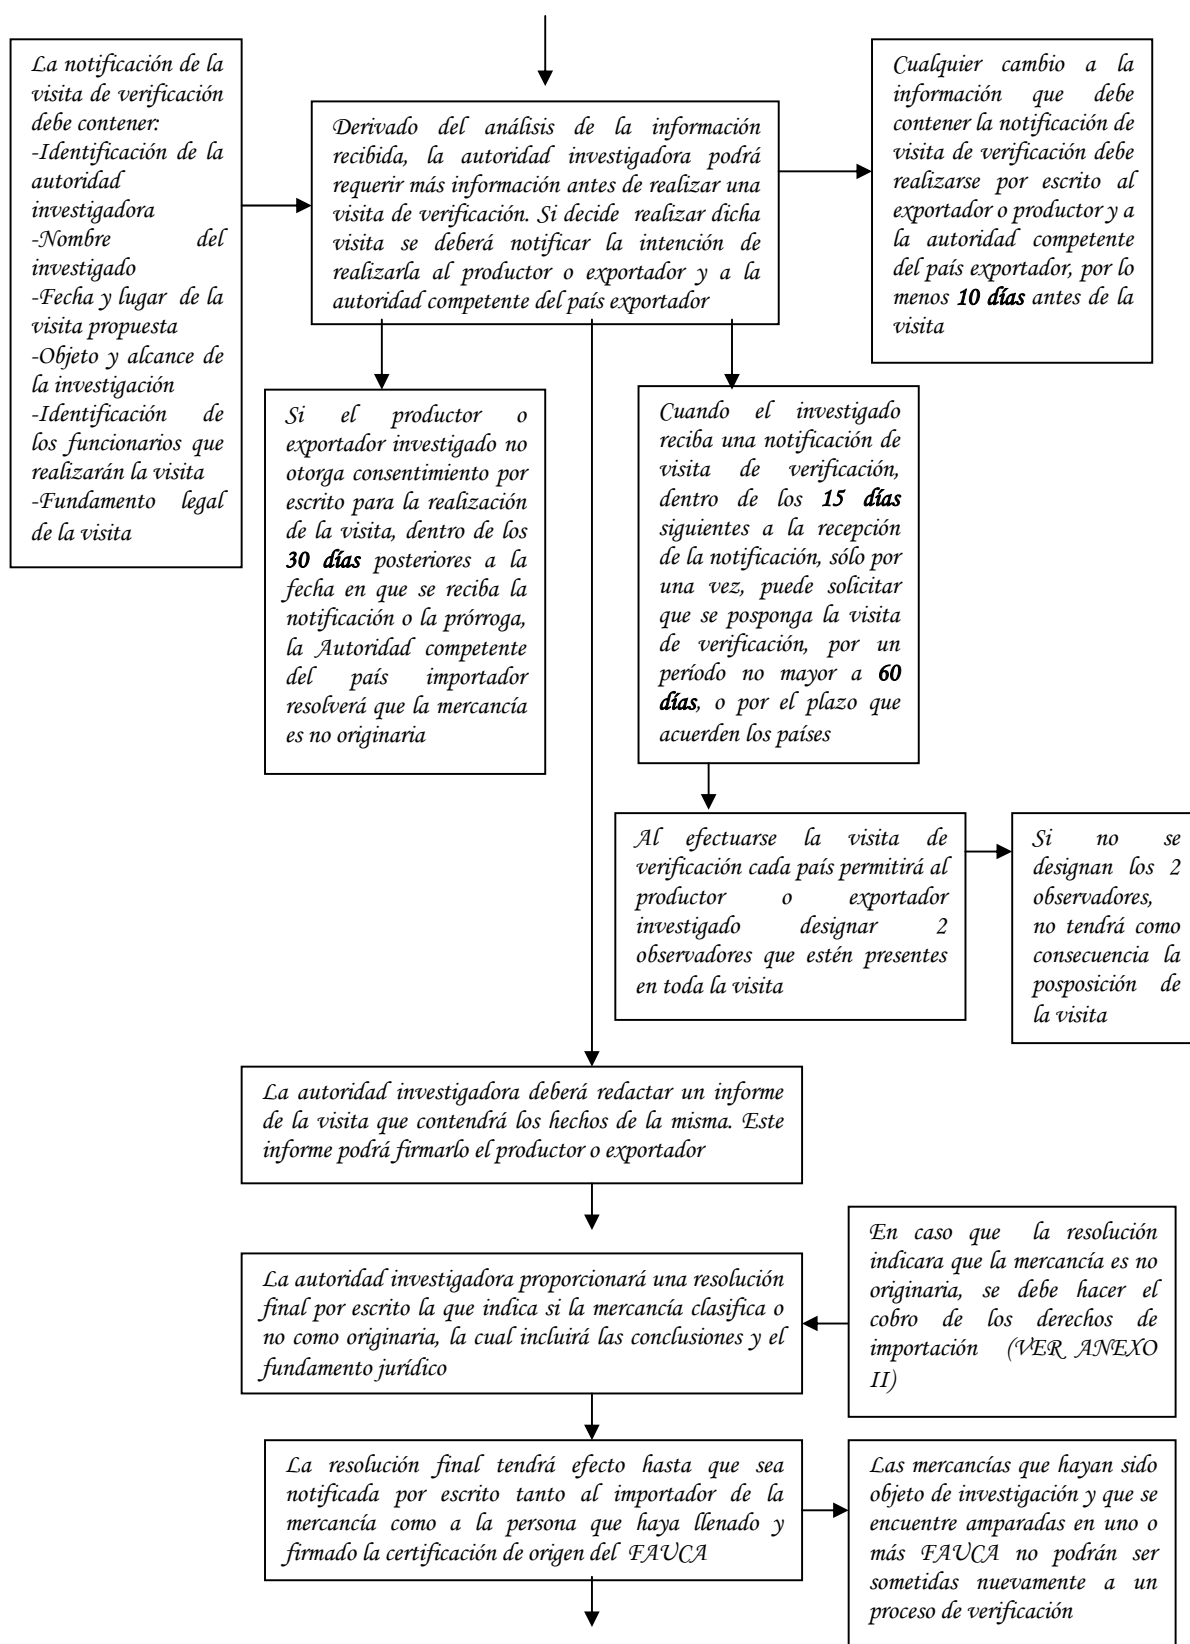 La notificación de la
visita de verificación
debe contener:
-Identificación de la
autoridad
investigadora
-Nombre del
investigado
-Fecha y lugar de la
visita propuesta
-Objeto y alcance de
la investigación
-Identificación de
los funcionarios que
realizarán la visita
-Fundamento legal
de la visita
Derivado del análisis de la información
recibida, la autoridad investigadora podrá
requerir más información antes de realizar una
visita de verificación. Si decide realizar dicha
visita se deberá notificar la intención de
realizarla al productor o exportador y a la
autoridad competente del país exportador
Cualquier cambio a la
información que debe
contener la notificación de
visita de verificación debe
realizarse por escrito al
exportador o productor y a
la autoridad competente
del país exportador, por lo
menos 10 días antes de la
visita
Si el productor o
exportador investigado no
otorga consentimiento por
escrito para la realización
de la visita, dentro de los
30 días posteriores a la
fecha en que se reciba la
notificación o la prórroga,
la Autoridad competente
del país importador
resolverá que la mercancía
es no originaria
Cuando el investigado
reciba una notificación de
visita de verificación,
dentro de los 15 días
siguientes a la recepción
de la notificación, sólo por
una vez, puede solicitar
que se posponga la visita
de verificación, por un
período no mayor a 60
días, o por el plazo que
acuerden los países
Al efectuarse la visita de
verificación cada país permitirá al
productor o exportador
investigado designar 2
observadores que estén presentes
en toda la visita
Si no se
designan los 2
observadores,
no tendrá como
consecuencia la
posposición de
la visita
La autoridad investigadora deberá redactar un informe
de la visita que contendrá los hechos de la misma. Este
informe podrá firmarlo el productor o exportador
La autoridad investigadora proporcionará una resolución
final por escrito la que indica si la mercancía clasifica o
no como originaria, la cual incluirá las conclusiones y el
fundamento jurídico
En caso que la resolución
indicara que la mercancía es no
originaria, se debe hacer el
cobro de los derechos de
importación (VER ANEXO
II)
La resolución final tendrá efecto hasta que sea
notificada por escrito tanto al importador de la
mercancía como a la persona que haya llenado y
firmado la certificación de origen del FAUCA
Las mercancías que hayan sido
objeto de investigación y que se
encuentre amparadas en uno o
más FAUCA no podrán ser
sometidas nuevamente a un
proceso de verificación